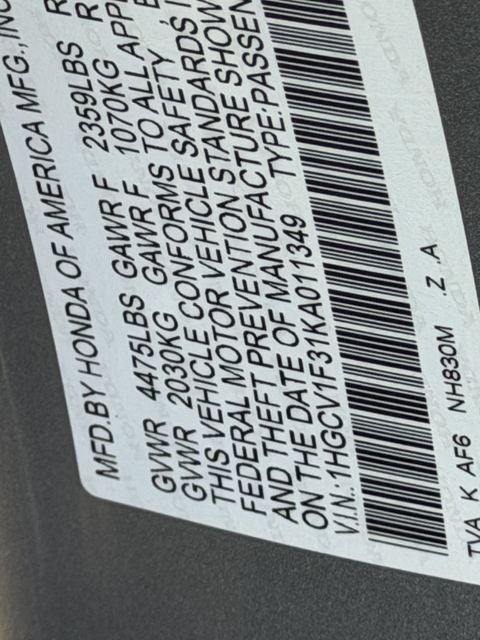 MFD.BY HONDA OF AMERICA MFG.,INC
GVWR 4475LBS GAWR F 2359LBS R
GVWR 2030KG GAWR F 1070KG R
THIS VEHICLE CONFORMS TO ALL APPL
FEDERAL MOTOR VEHICLE SAFETY, B
AND THEFT PREVENTION STANDARDS I
ON THE DATE OF MANUFACTURE SHOW
V.I.N.:1HGCV1F31KA011349 TYPE:PASSEN
TVA K AF6 NH830M .Z .A